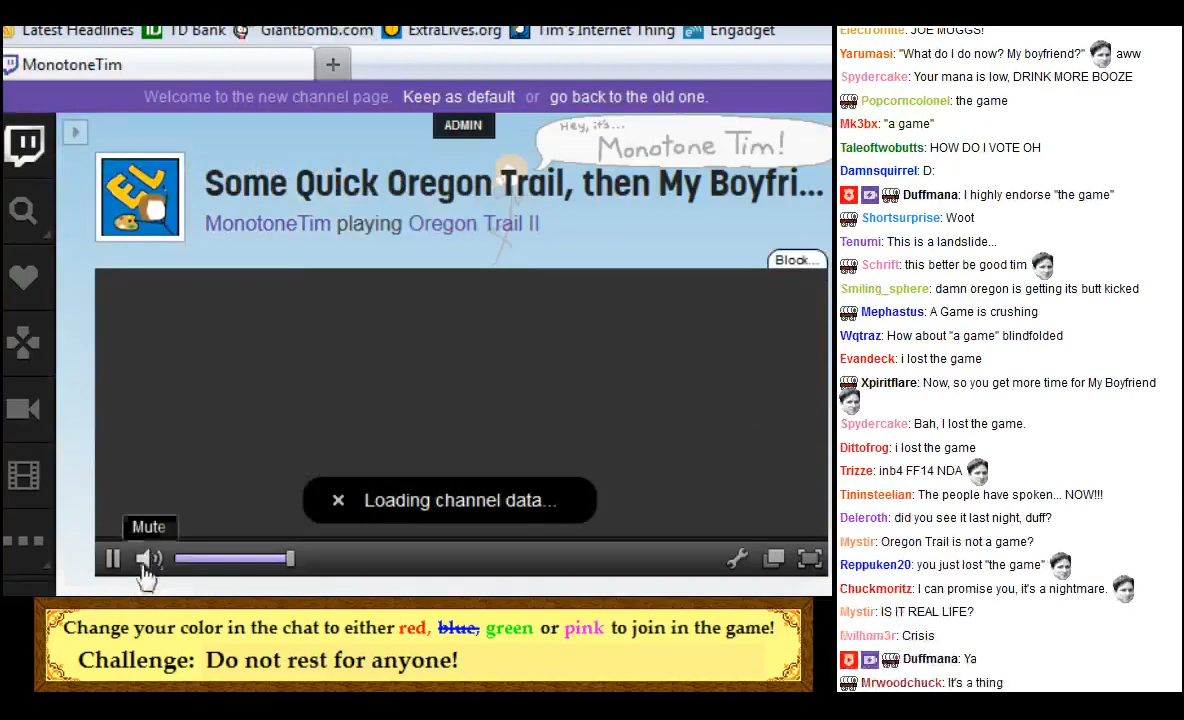 Latest Headlines TD Bank GiantBomb.com ExtraLives.org Tim's Internet Thing Engadget
MonotoneTim +
Welcome to the new channel page. Keep as default or go back to the old one.
ADMIN
Hey, it's...
Monotone Tim!
EL
Some Quick Oregon Trail, then My Boyfri...
MonotoneTim playing Oregon Trail II
Block...
Loading channel data...
Mute
Change your color in the chat to either red, blue, green or pink to join in the game!
Challenge: Do not rest for anyone!
Electromite: JOE MUGGS!
Yarumasi: "What do I do now? My boyfriend?" aww
Spydercake: Your mana is low, DRINK MORE BOOZE
Popcorncolonel: the game
Mk3bx: "a game"
Taleoftwobutts: HOW DO I VOTE OH
Damnsquirrel: D:
Duffmana: I highly endorse "the game"
Shortsurprise: Woot
Tenumi: This is a landslide...
Schrift: this better be good tim
Smiling_sphere: damn oregon is getting its butt kicked
Mephastus: A Game is crushing
Wqtraz: How about "a game" blindfolded
Evandeck: i lost the game
Xpiritflare: Now, so you get more time for My Boyfriend
Spydercake: Bah, I lost the game.
Dittofrog: i lost the game
Trizze: inb4 FF14 NDA
Tininsteelian: The people have spoken... NOW!!!
Deleroth: did you see it last night, duff?
Mystir: Oregon Trail is not a game?
Reppuken20: you just lost "the game"
Chuckmoritz: I can promise you, it's a nightmare.
Mystir: IS IT REAL LIFE?
Crisis
Duffmana: Ya
Mrwoodchuck: It's a thing